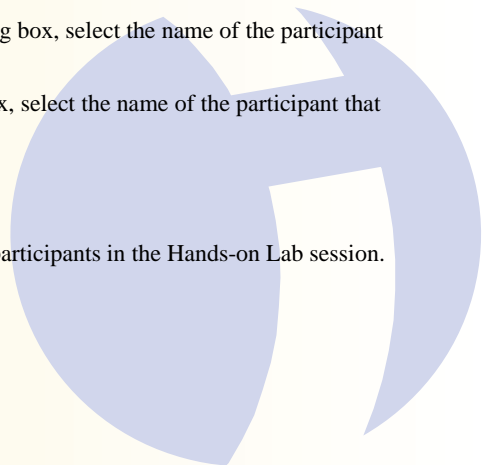 g box, select the name of the participant
x, select the name of the participant that
participants in the Hands-on Lab session.